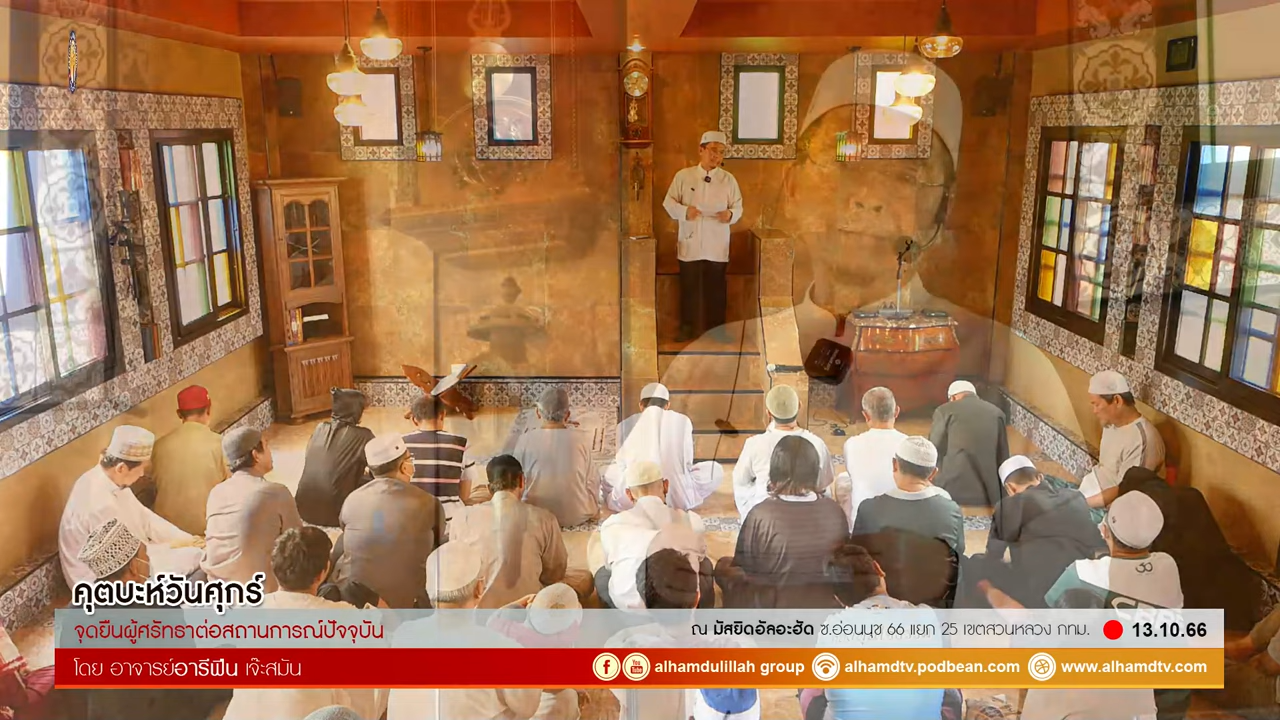 คุตบะห์วันศุกร์
จุดยืนผู้ศรัทธาต่อสถานการณ์ปัจจุบัน
ณ มัสยิดอัลอะฮัด ซ.อ่อนนุช 66 แยก 25 เขตสวนหลวง กทม. 13.10.66
โดย อาจารย์อารีฟีน เจ๊ะสมัน
alhamdulillah group alhamdtv.podbean.com www.alhamdtv.com